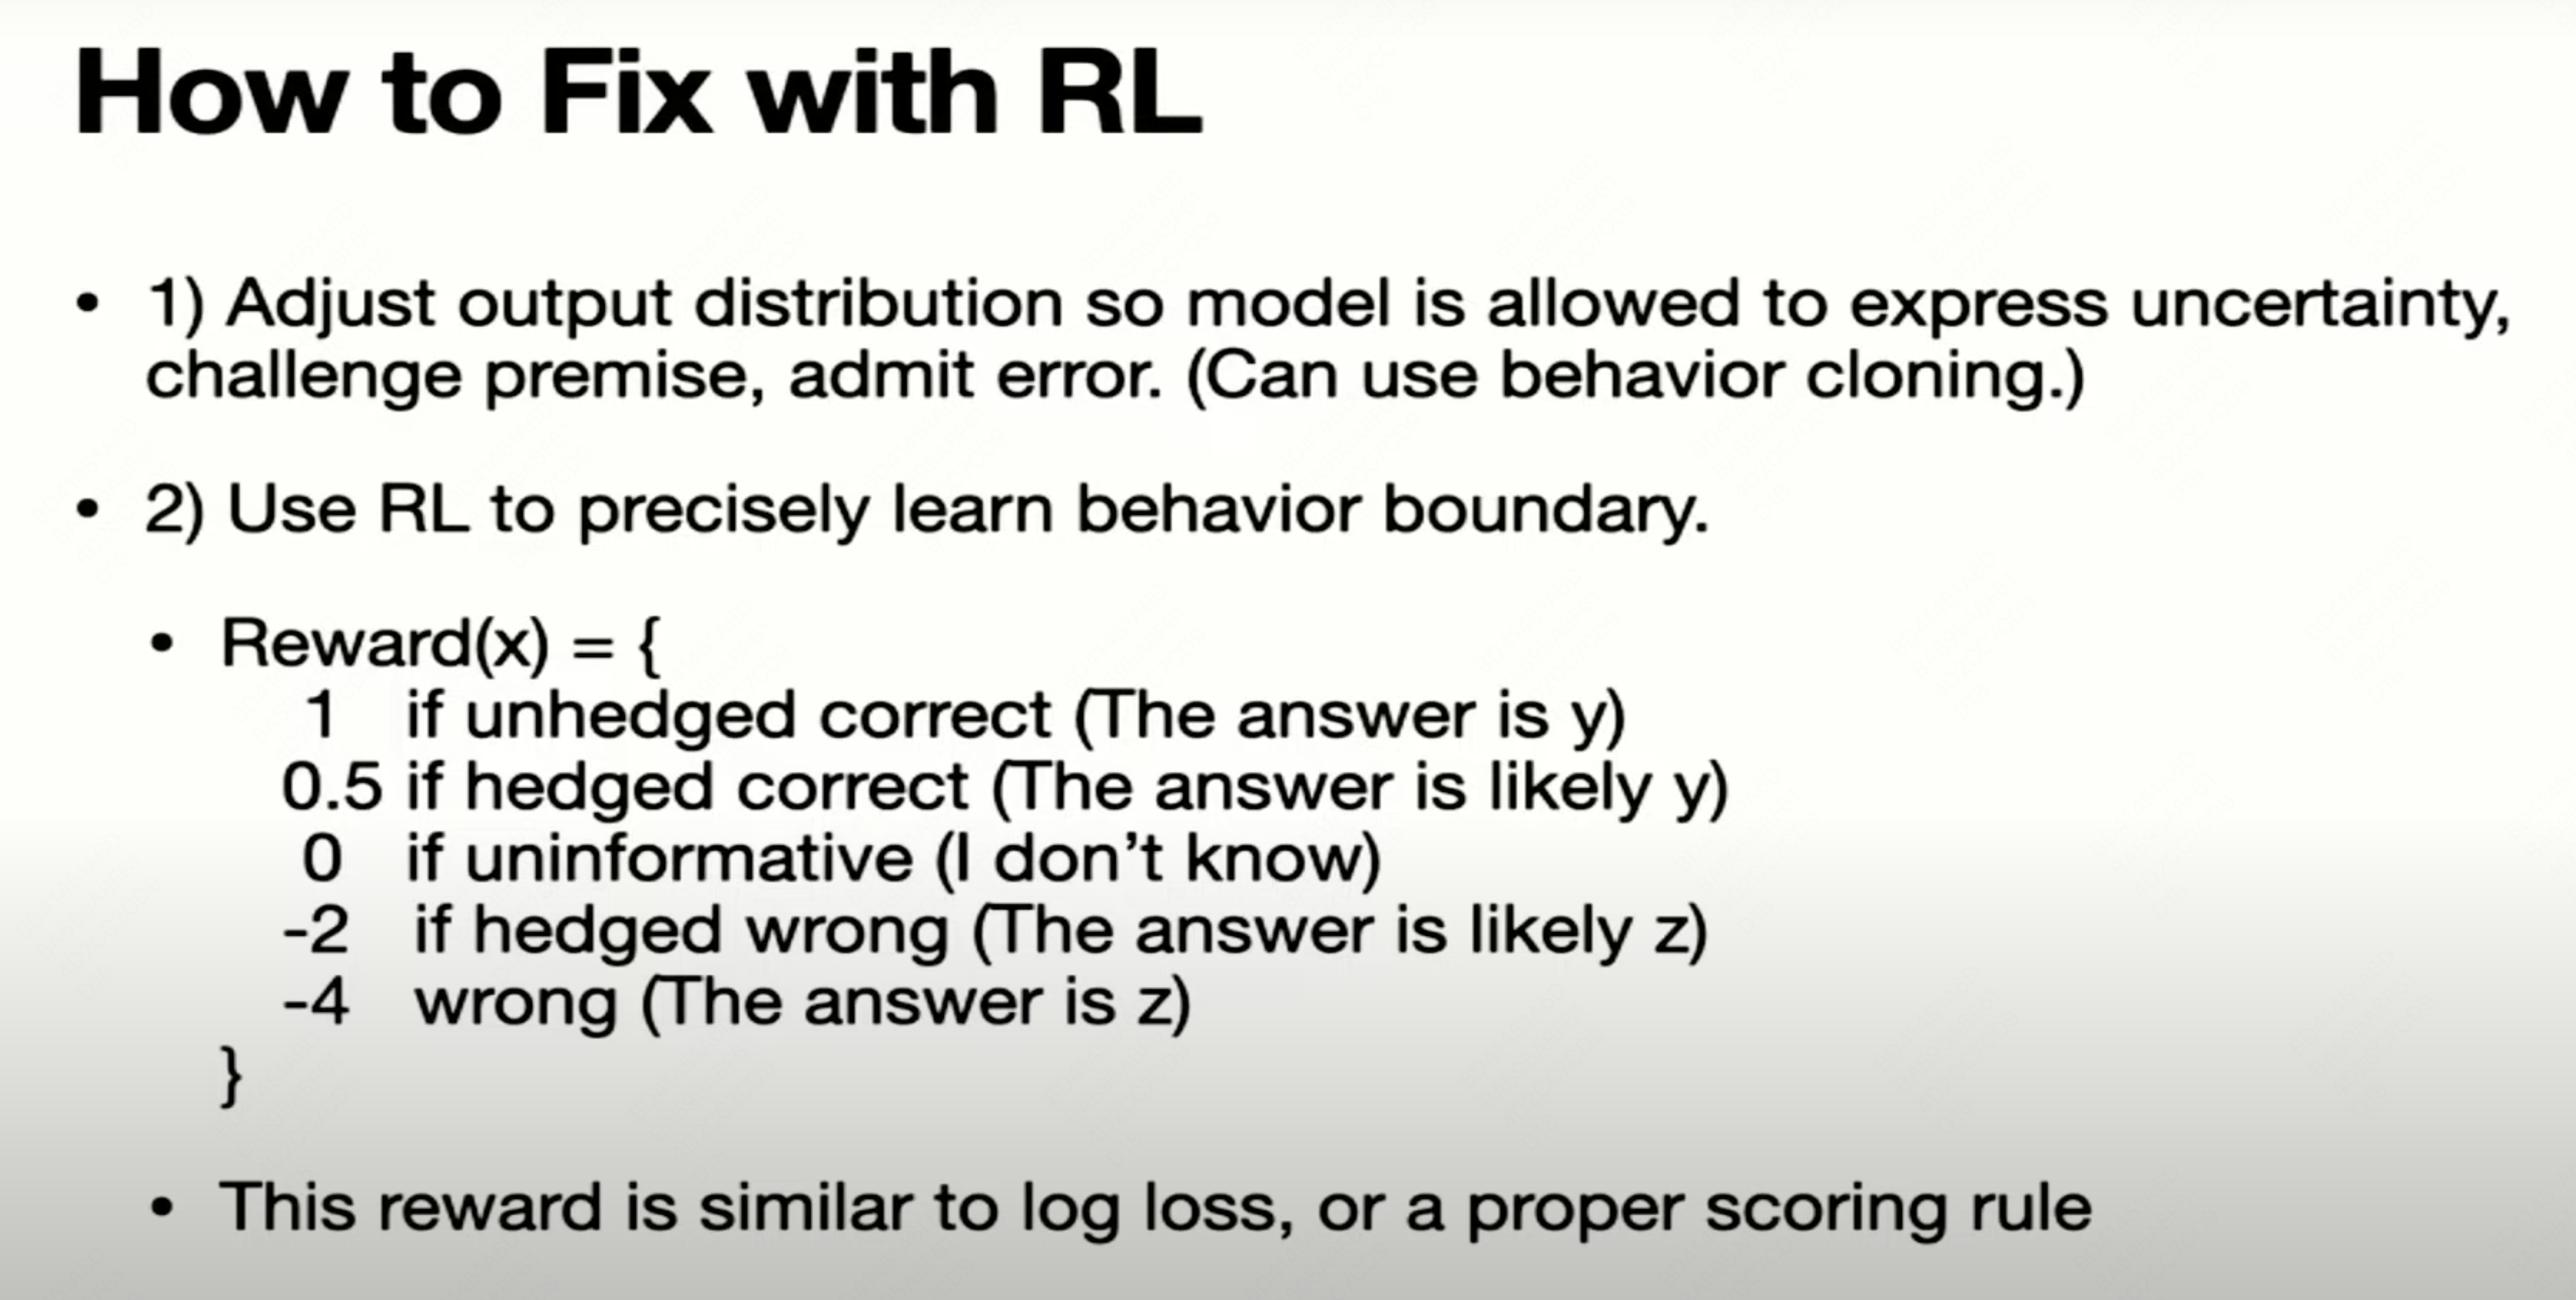 How to Fix with RL
• 1) Adjust output distribution so model is allowed to express uncertainty,
challenge premise, admit error. (Can use behavior cloning.)
• 2) Use RL to precisely learn behavior boundary.
• Reward(x) = {
1 if unhedged correct (The answer is y)
0.5 if hedged correct (The answer is likely y)
0 if uninformative (I don’t know)
-2 if hedged wrong (The answer is likely z)
-4 wrong (The answer is z)
}
• This reward is similar to log loss, or a proper scoring rule